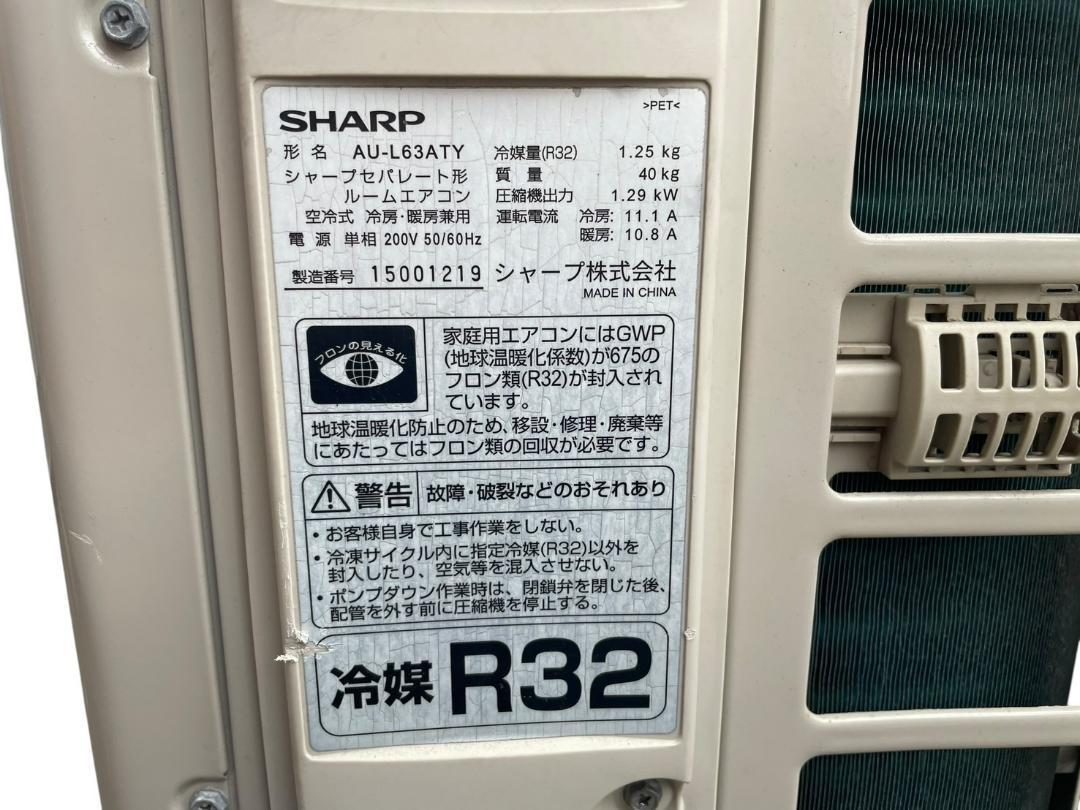 >PET<
SHARP
形名 AU-L63ATY
シャープセパレート形
ルームエアコン
空冷式 冷房・暖房兼用
電源 単相 200V 50/60Hz
製造番号 15001219
冷媒量(R32) 1.25 kg
質量 40 kg
圧縮機出力 1.29 kW
運転電流 冷房: 11.1 A
暖房: 10.8 A
シャープ株式会社
MADE IN CHINA
フロンの見える化
家庭用エアコンにはGWP
(地球温暖化係数)が675の
フロン類(R32)が封入され
ています。
地球温暖化防止のため、移設・修理・廃棄等
にあたってはフロン類の回収が必要です。
警告 故障・破裂などのおそれあり
・お客様自身で工事作業をしない。
・冷凍サイクル内に指定冷媒(R32)以外を
封入したり、空気等を混入させない。
・ポンプダウン作業時は、閉鎖弁を閉じた後、
配管を外す前に圧縮機を停止する。
冷媒 R32